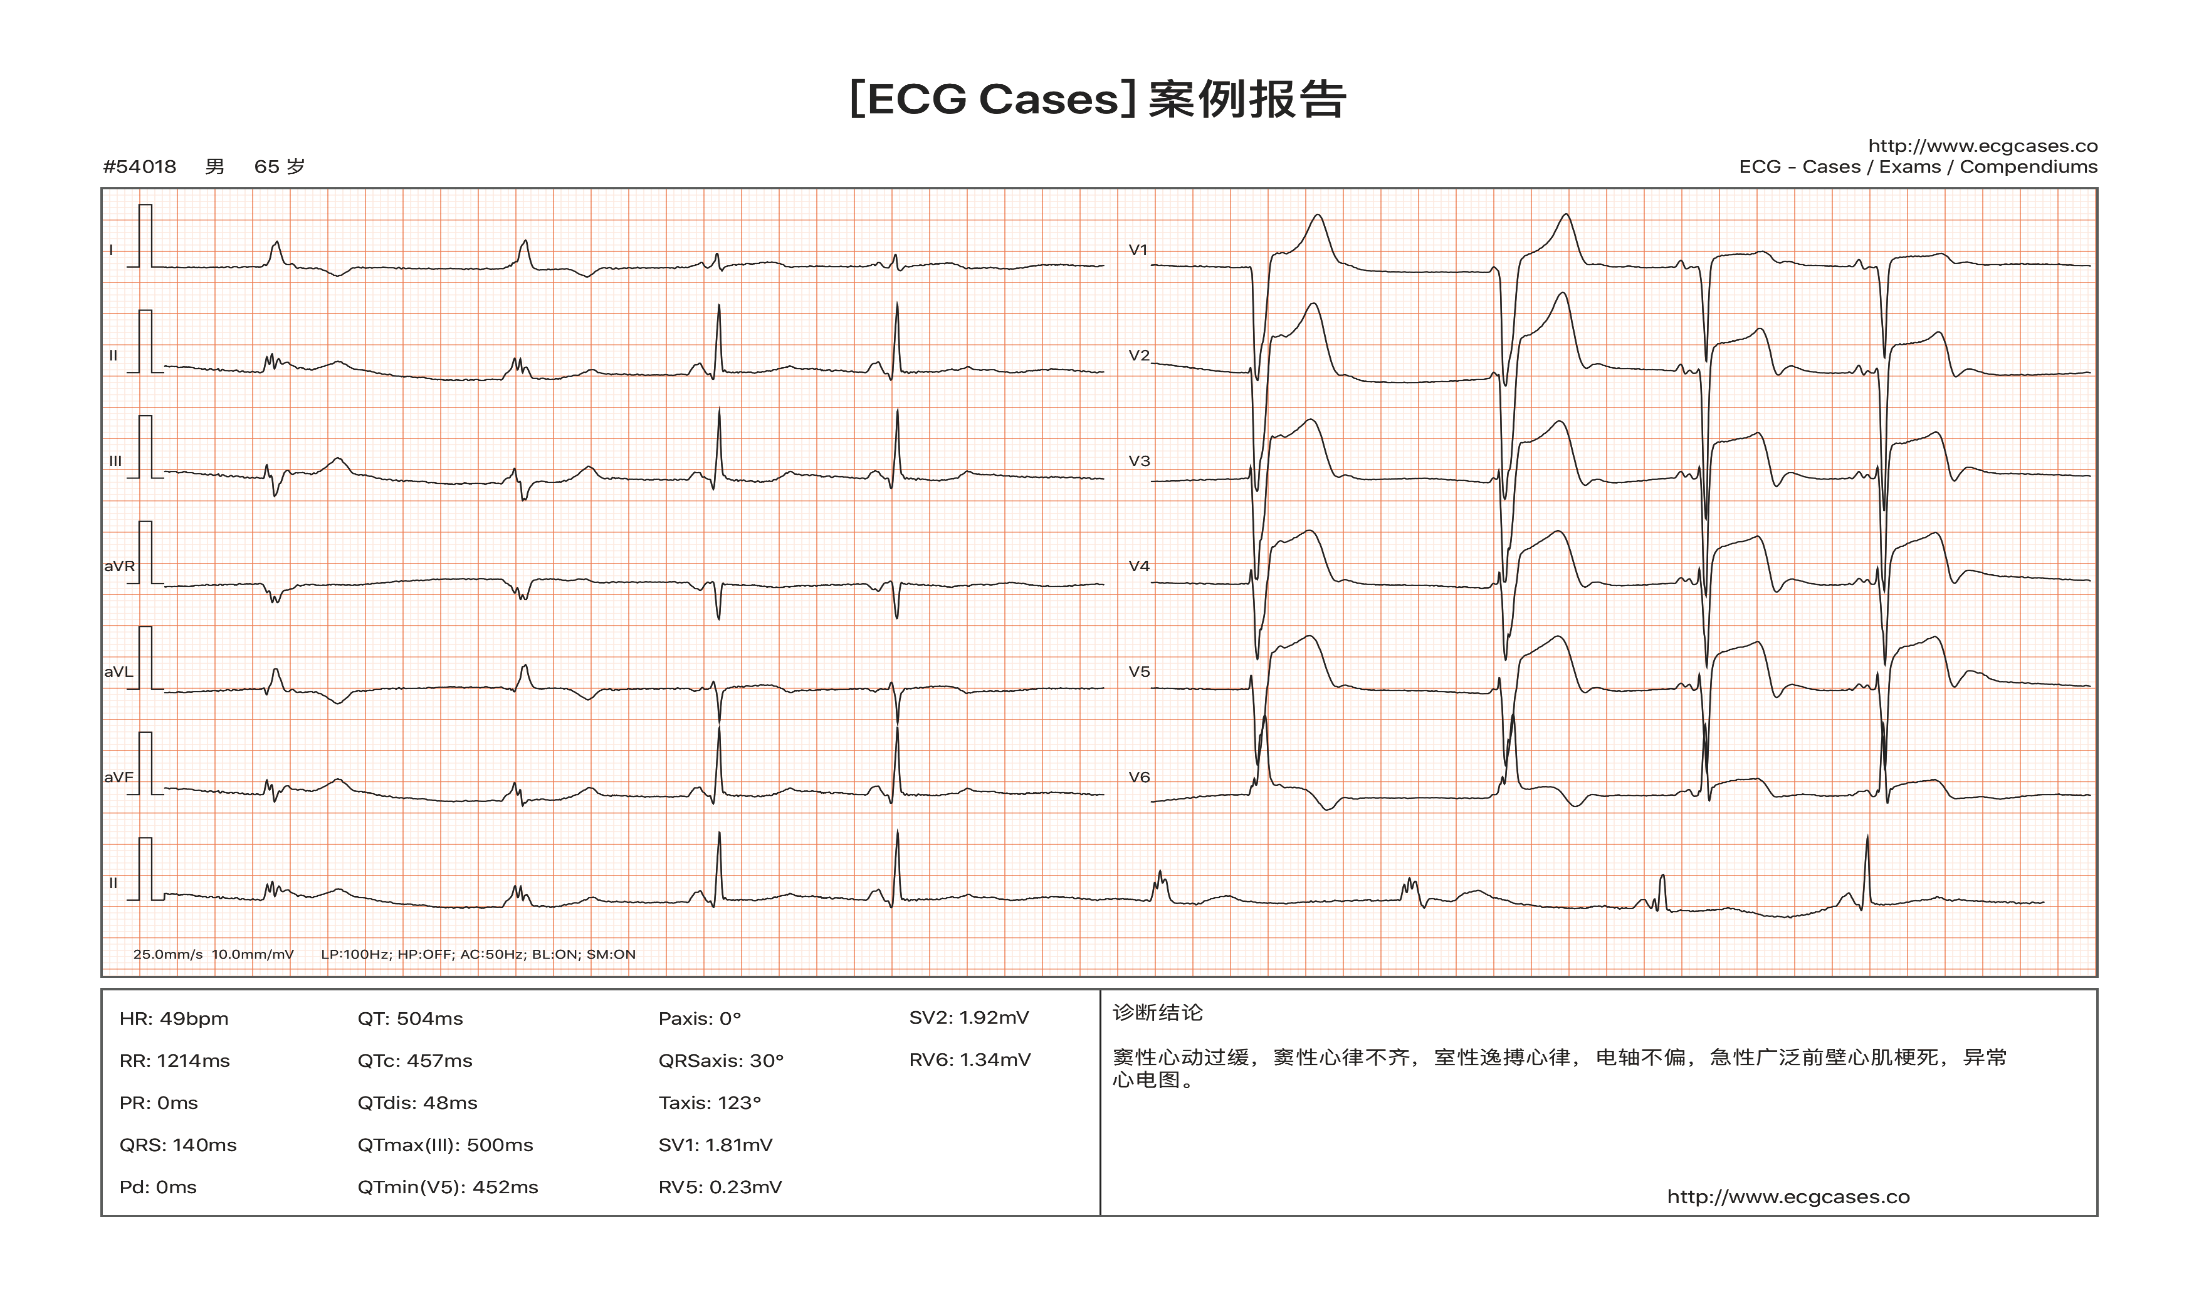 [ECG Cases] 案例报告
http://www.ecgcases.co
#54018 男 65 岁
ECG - Cases / Exams / Compendiums
I
V1
II
V2
III
V3
aVR
V4
aVL
V5
aVF
V6
II
25.0mm/s 10.0mm/mV LP:100Hz; HP:OFF; AC:50Hz; BL:ON; SM:ON
HR: 49bpm QT: 504ms Paxis: 0° SV2: 1.92mV
RR: 1214ms QTc: 457ms QRSaxis: 30° RV6: 1.34mV
PR: 0ms QTdis: 48ms Taxis: 123°
QRS: 140ms QTmax(III): 500ms SV1: 1.81mV
Pd: 0ms QTmin(V5): 452ms RV5: 0.23mV
诊断结论
窦性心动过缓，窦性心律不齐，室性逸搏心律，电轴不偏，急性广泛前壁心肌梗死，异常
心电图。
http://www.ecgcases.co